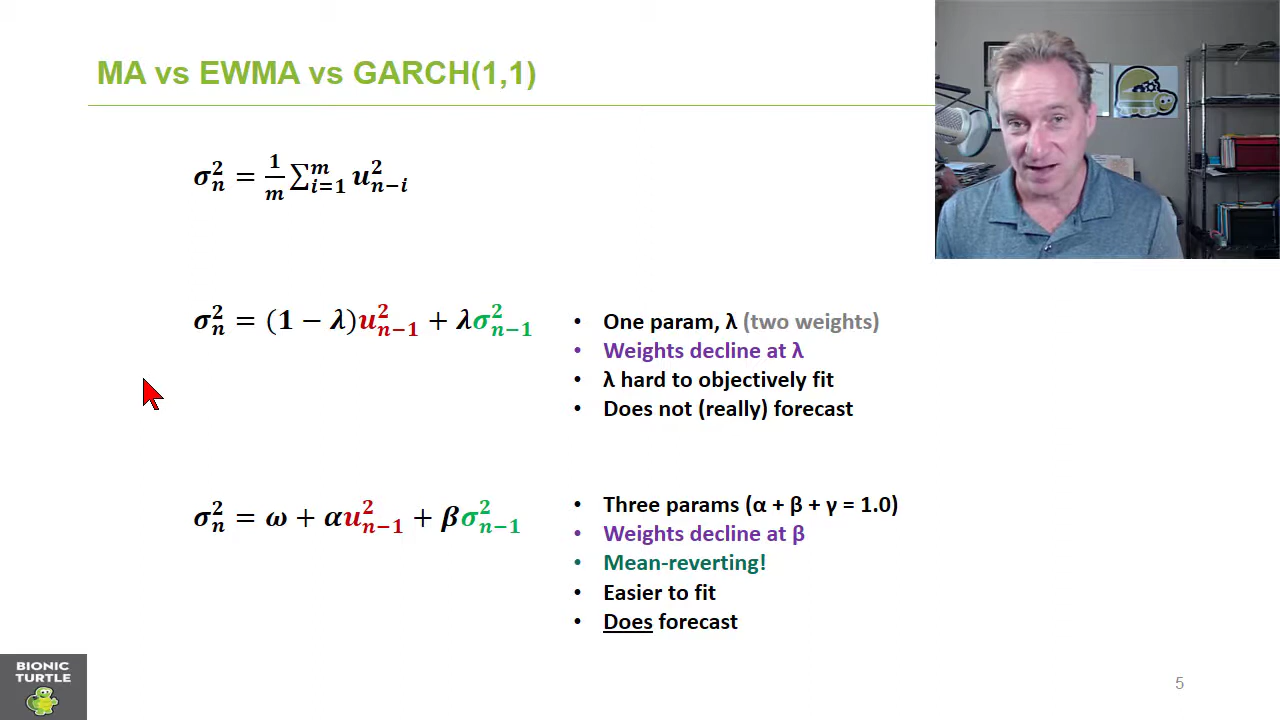 MA vs EWMA vs GARCH(1,1)
σ²ₙ = 1/m ∑ᵐᵢ₌₁ u²ₙ₋ᵢ
σ²ₙ = (1 − λ)u²ₙ₋₁ + λσ²ₙ₋₁
• One param, λ (two weights)
• Weights decline at λ
• λ hard to objectively fit
• Does not (really) forecast
σ²ₙ = ω + αu²ₙ₋₁ + βσ²ₙ₋₁
• Three params (α + β + γ = 1.0)
• Weights decline at β
• Mean-reverting!
• Easier to fit
• Does forecast
BIONIC
TURTLE
5